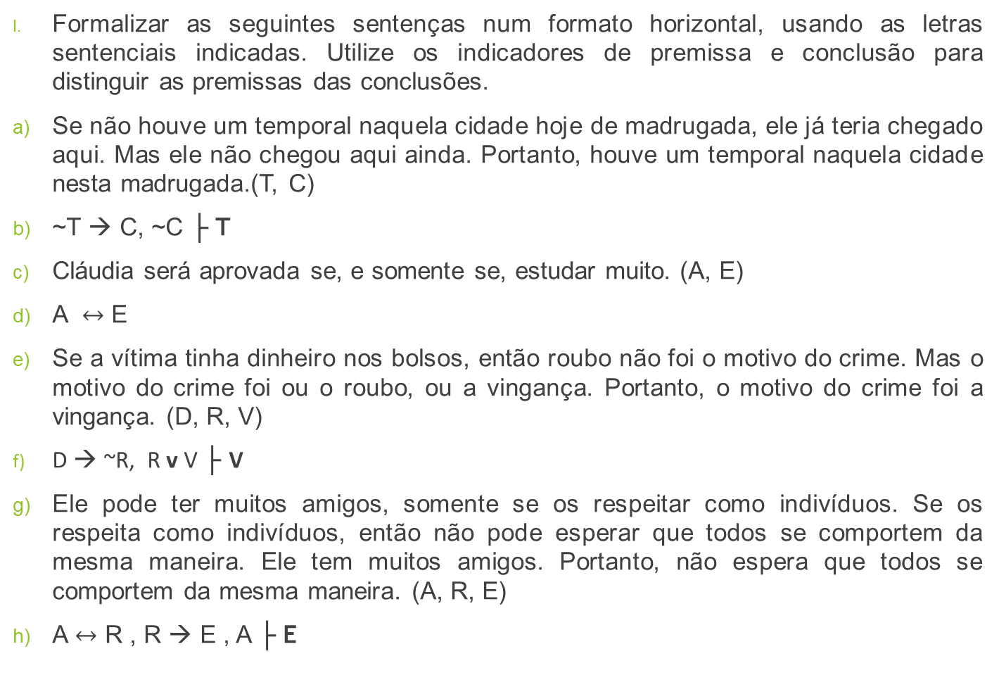 I. Formalizar as seguintes sentenças num formato horizontal, usando as letras
sentenciais indicadas. Utilize os indicadores de premissa e conclusão para
distinguir as premissas das conclusões.
a) Se não houve um temporal naquela cidade hoje de madrugada, ele já teria chegado
aqui. Mas ele não chegou aqui ainda. Portanto, houve um temporal naquela cidade
nesta madrugada.(T, C)
b) ~T → C, ~C ├ T
c) Cláudia será aprovada se, e somente se, estudar muito. (A, E)
d) A ↔ E
e) Se a vítima tinha dinheiro nos bolsos, então roubo não foi o motivo do crime. Mas o
motivo do crime foi ou o roubo, ou a vingança. Portanto, o motivo do crime foi a
vingança. (D, R, V)
f) D → ~R, R v V ├ V
g) Ele pode ter muitos amigos, somente se os respeitar como indivíduos. Se os
respeita como indivíduos, então não pode esperar que todos se comportem da
mesma maneira. Ele tem muitos amigos. Portanto, não espera que todos se
comportem da mesma maneira. (A, R, E)
h) A ↔ R , R → E , A ├ E